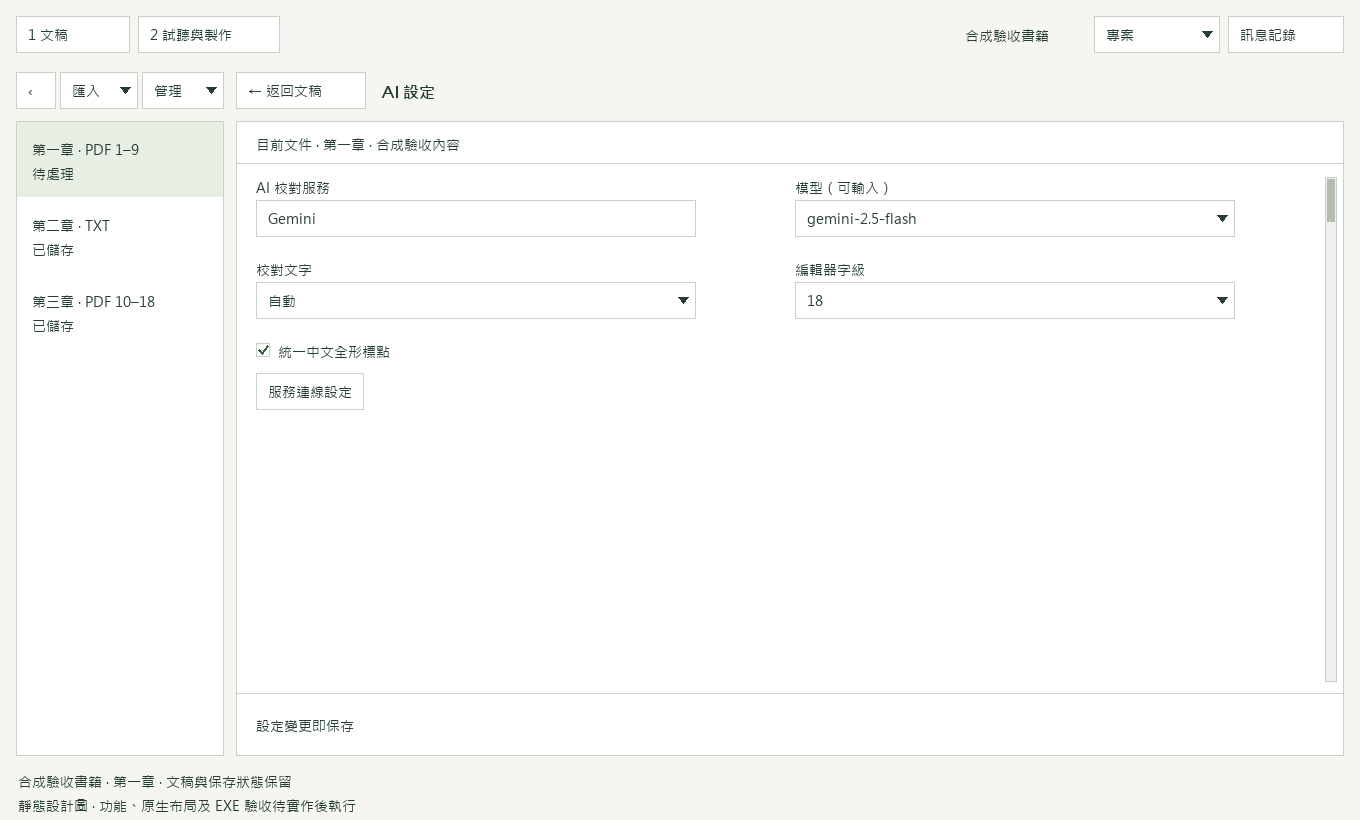 1 文稿
2 試聽與製作
合成驗收書籍
專案
訊息記錄
‹
匯入
管理
← 返回文稿
AI 設定
第一章 · PDF 1–9
待處理
第二章 · TXT
已儲存
第三章 · PDF 10–18
已儲存
目前文件 · 第一章 · 合成驗收內容
AI 校對服務
模型（可輸入）
Gemini
gemini-2.5-flash
校對文字
編輯器字級
自動
18
統一中文全形標點
服務連線設定
設定變更即保存
合成驗收書籍 · 第一章 · 文稿與保存狀態保留
靜態設計圖 · 功能、原生布局及 EXE 驗收待實作後執行